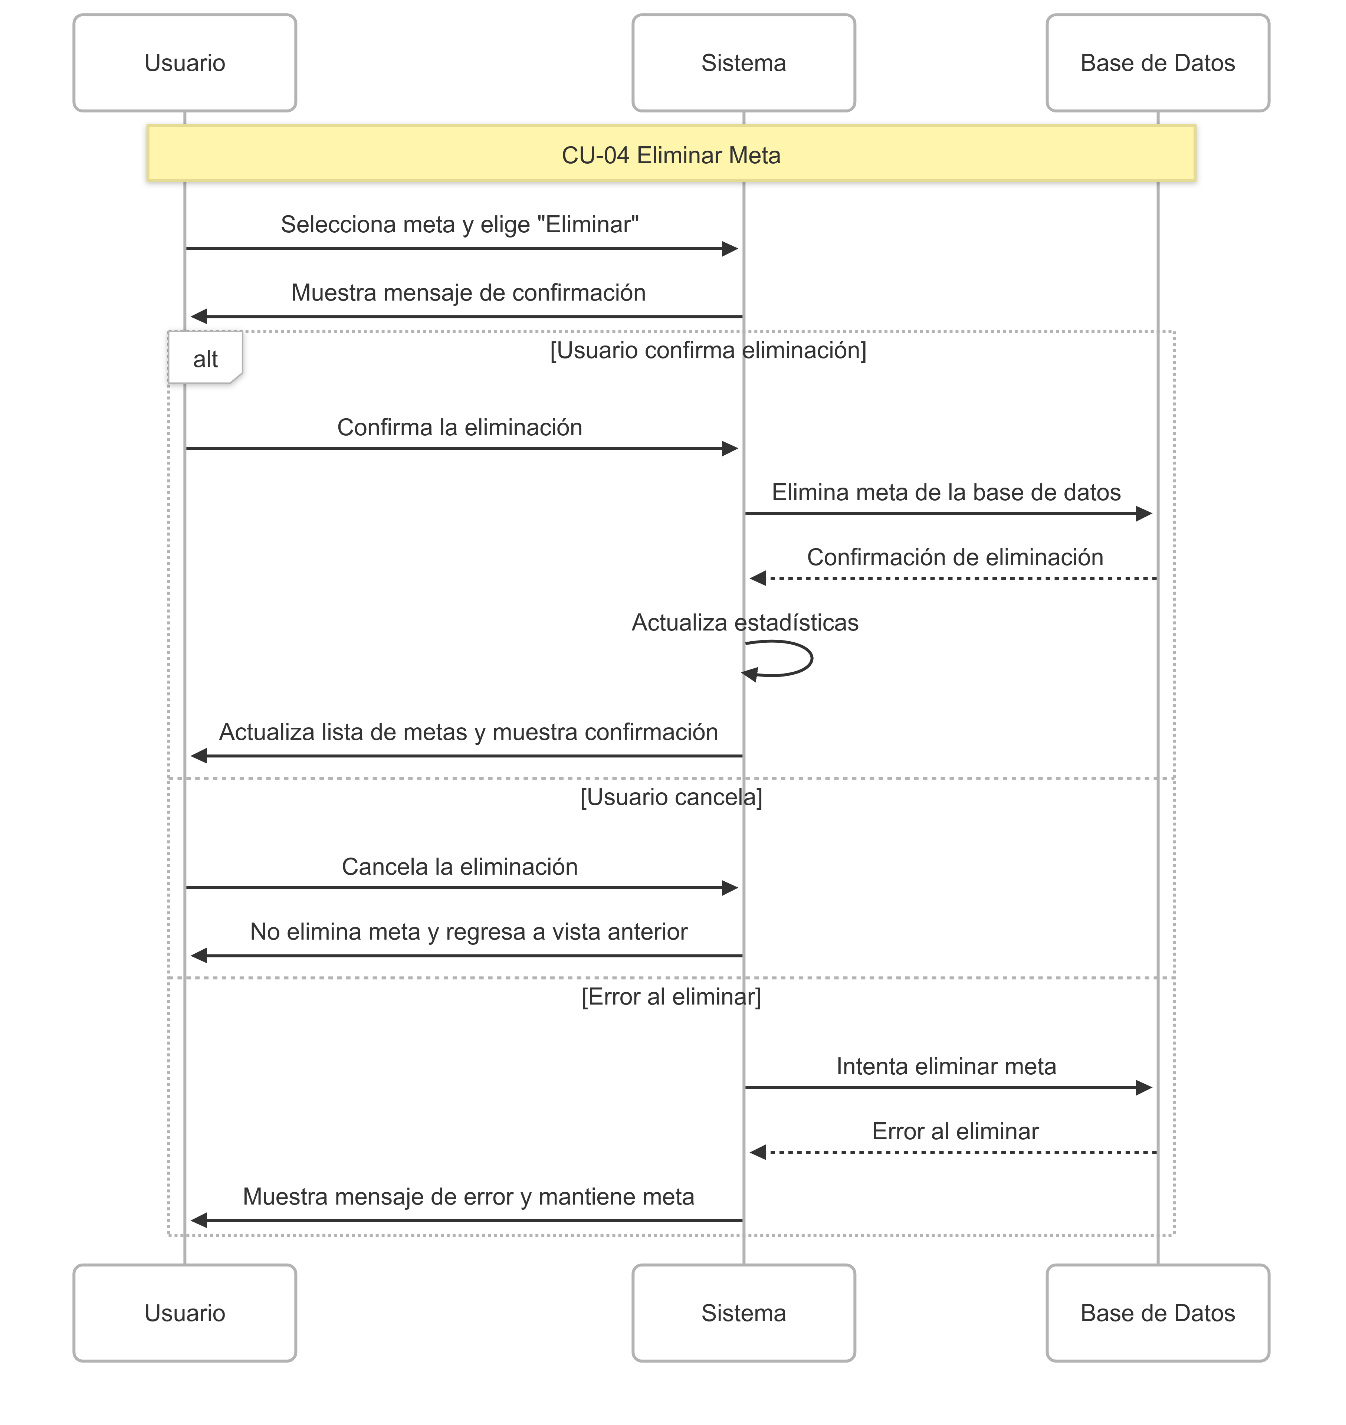 Usuario
Sistema
Base de Datos
CU-04 Eliminar Meta
Selecciona meta y elige "Eliminar"
Muestra mensaje de confirmación
alt
[Usuario confirma eliminación]
Confirma la eliminación
Elimina meta de la base de datos
Confirmación de eliminación
Actualiza estadísticas
Actualiza lista de metas y muestra confirmación
[Usuario cancela]
Cancela la eliminación
No elimina meta y regresa a vista anterior
[Error al eliminar]
Intenta eliminar meta
Error al eliminar
Muestra mensaje de error y mantiene meta
Usuario
Sistema
Base de Datos